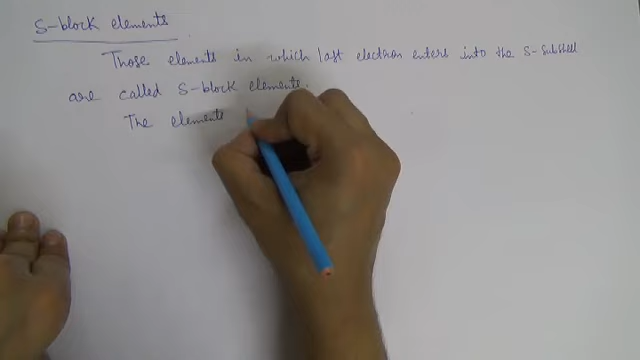 S-block elements
Those elements in which last electron enters into the S-Subshell
are called S-block elements.
The elements